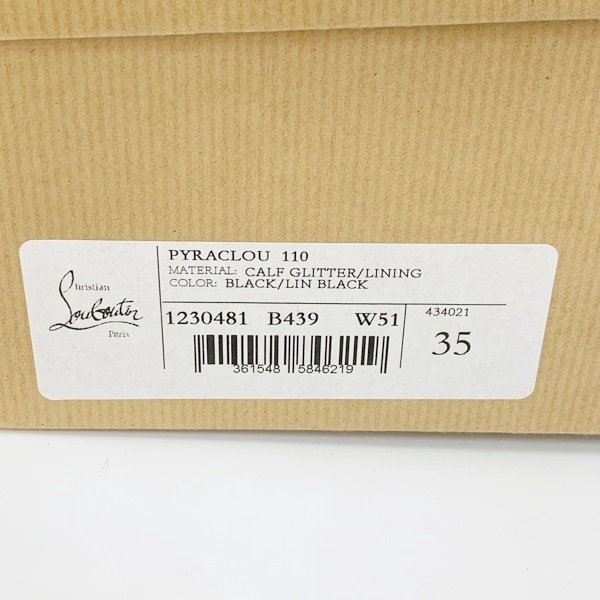 Christian
Louboutin
Paris
PYRACLOU 110
MATERIAL: CALF GLITTER/LINING
COLOR: BLACK/LIN BLACK
1230481 B439 W51
361548 5846219
434021
35